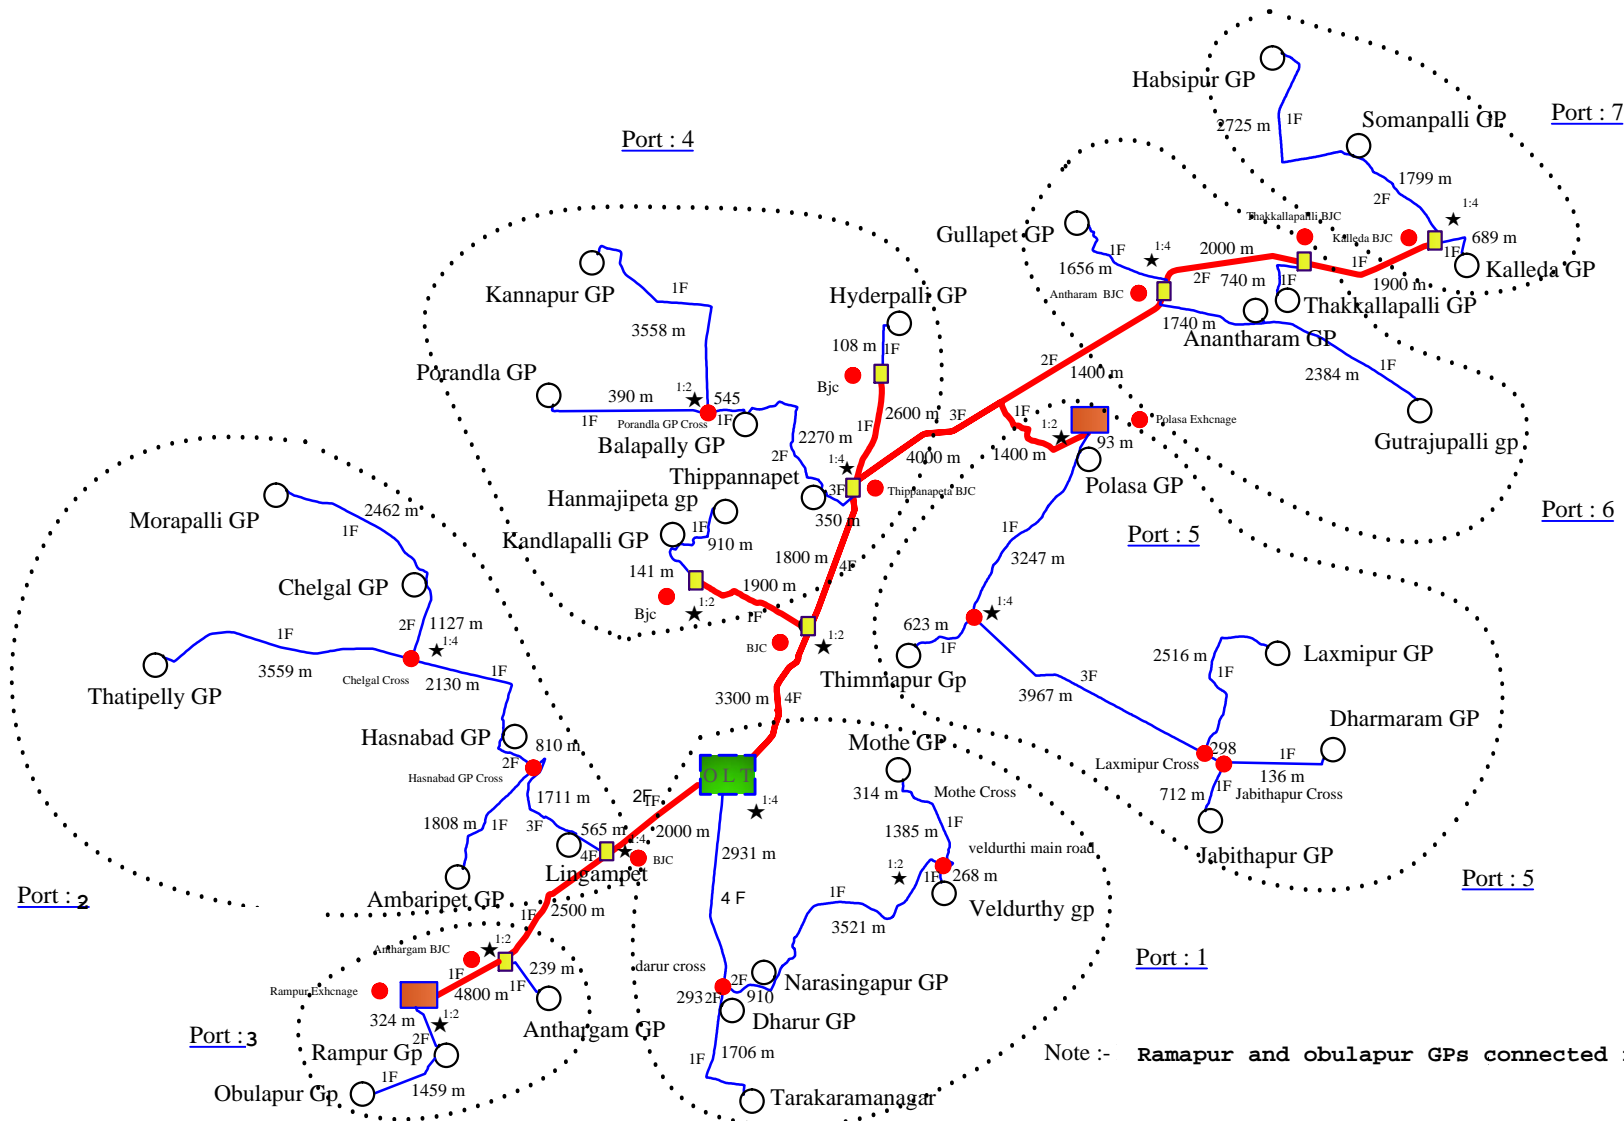 Habsipur GP
2725 m
1F
Somanpalli GP
Port : 7
1799 m
2F
1:4
Thakkallapalli BJC
Kalleda BJC
689 m
1F
Kalleda GP
1F
1900 m
2000 m
2F
740 m
1F
Thakkallapalli GP
Gullapet GP
1F
1656 m
1:4
Antharam BJC
1740 m
Anantharam GP
2384 m
1F
Gutrajupalli gp
Port : 6
Port : 4
Kannapur GP
1F
3558 m
Hyderpalli GP
108 m
1F
Bjc
2600 m
1F
Porandla GP
390 m
1F
1:2
545
Porandla GP Cross
1F
Balapally GP
2270 m
2F
1:4
Thippannapet
3F
350 m
Thippanapeta BJC
2F
1400 m
3F
4000 m
1F
1:2
1400 m
Polasa Exhcnage
93 m
Polasa GP
Port : 5
Hanmajipeta gp
1F
910 m
Kandlapalli GP
141 m
Bjc
1:2
1900 m
1F
1800 m
4F
BJC
1:2
3300 m
4F
1F
3247 m
1:4
623 m
1F
Thimmapur Gp
3F
3967 m
2516 m
1F
Laxmipur GP
Dharmaram GP
298
Laxmipur Cross
1F
136 m
Jabithapur Cross
1F
712 m
Jabithapur GP
Port : 5
Morapalli GP
2462 m
1F
Chelgal GP
2F
1127 m
1:4
1F
3559 m
Thatipelly GP
Chelgal Cross
2130 m
1F
Hasnabad GP
810 m
2F
Hasnabad GP Cross
1711 m
1808 m
1F
3F
565 m
4F
Lingampet
1:4
BJC
Ambaripet GP
Port : 2
O L T
1:4
2F
1F
2000 m
1F
2500 m
2931 m
4 F
Mothe GP
314 m
Mothe Cross
1385 m
1F
veldurthi main road
1:2
1F
268 m
Veldurthy gp
1F
3521 m
Port : 1
darur cross
2F
910
Narasingapur GP
293
2F
Dharur GP
1F
1706 m
Tarakaramanagar
Anthargam BJC
1:2
239 m
1F
Anthargam GP
1F
4800 m
Rampur Exhcnage
324 m
1:2
2F
Port : 3
Rampur Gp
1F
1459 m
Obulapur Gp
Note :- Ramapur and obulapur GPs connected